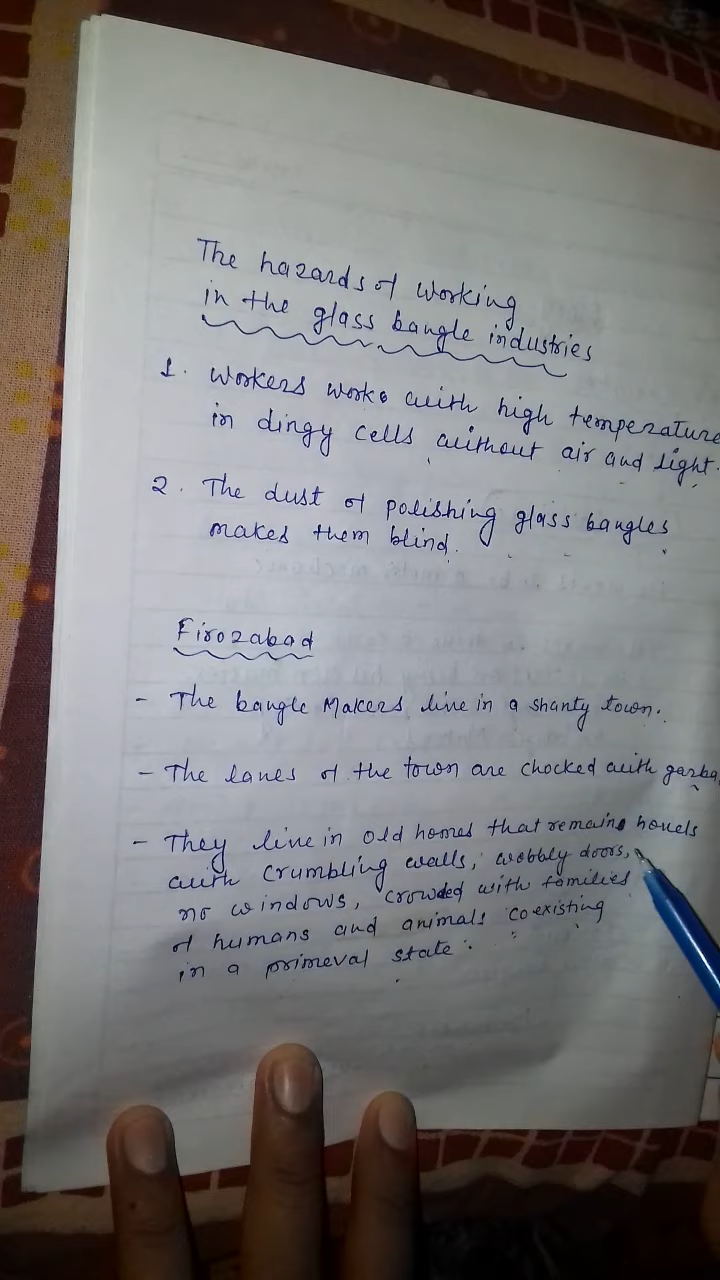 The hazards of working
in the glass bangle industries
1. Workers work with high temperature
in dingy cells without air and light.
2. The dust of polishing glass bangles
makes them blind.
Firozabad
- The bangle Makers live in a shanty town.
- The lanes of the town are chocked with garba
- They live in old homes that remains hovels
with crumbling walls, wobbly doors,
no windows, crowded with families
of humans and animals coexisting
in a primeval state.